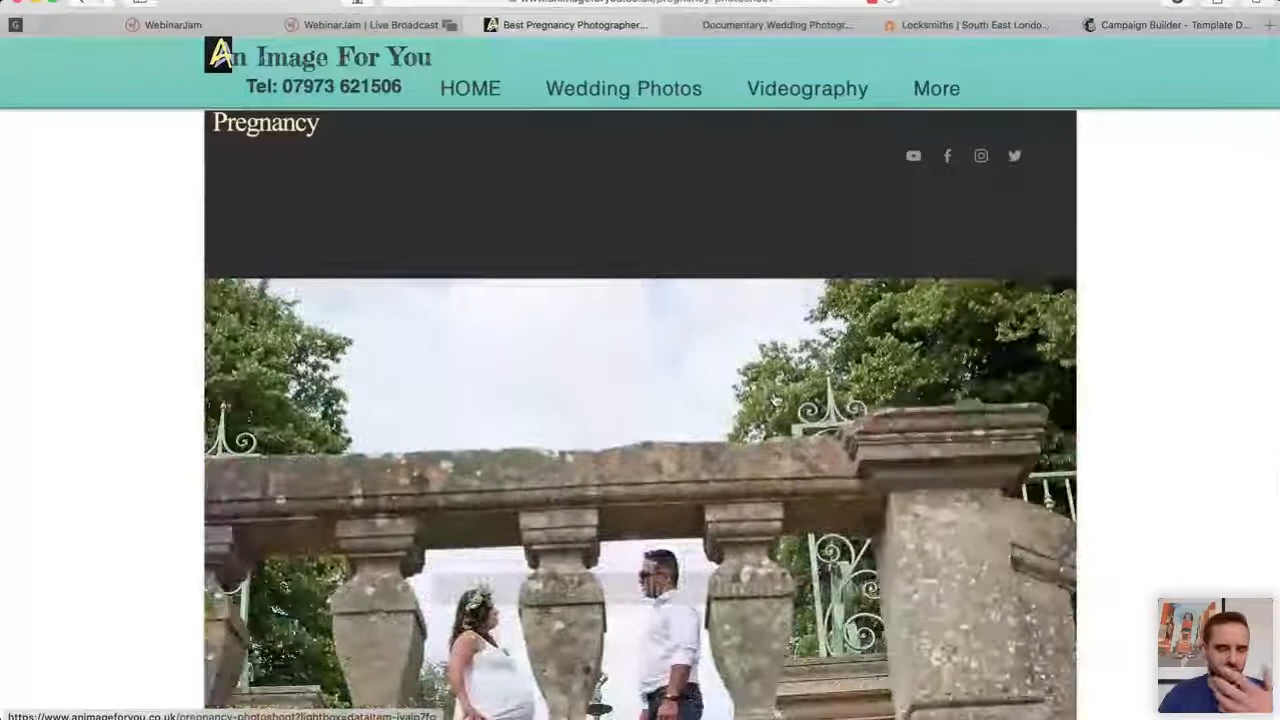 WebinarJam
WebinarJam | Live Broadcast
Best Pregnancy Photographer...
Documentary Wedding Photogr...
Locksmiths | South East Londo...
Campaign Builder - Template D...
An Image For You
Tel: 07973 621506
HOME
Wedding Photos
Videography
More
Pregnancy